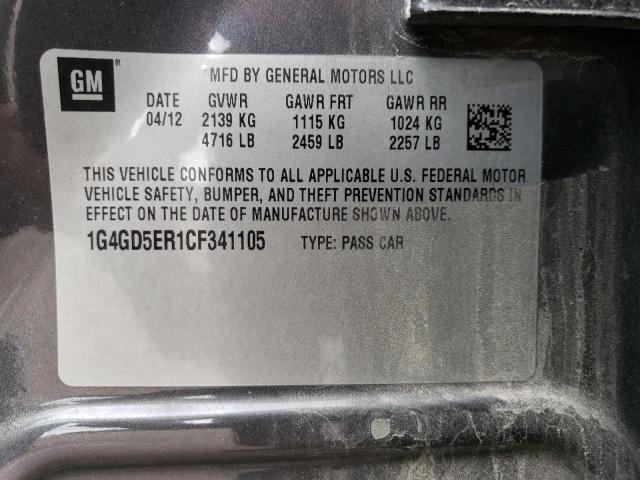 GM ®
MFD BY GENERAL MOTORS LLC
DATE GVWR GAWR FRT GAWR RR
04/12 2139 KG 1115 KG 1024 KG
4716 LB 2459 LB 2257 LB
THIS VEHICLE CONFORMS TO ALL APPLICABLE U.S. FEDERAL MOTOR
VEHICLE SAFETY, BUMPER, AND THEFT PREVENTION STANDARDS IN
EFFECT ON THE DATE OF MANUFACTURE SHOWN ABOVE.
1G4GD5ER1CF341105 TYPE: PASS CAR